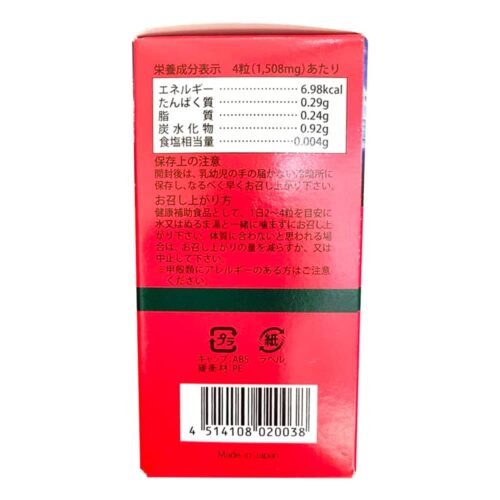 栄養成分表示 4粒(1,508mg)あたり
エネルギー 6.98kcal
たんぱく質 0.29g
脂質 0.24g
炭水化物 0.92g
食塩相当量 0.004g
保存上の注意
開封後は、乳幼児の手の届かない冷暗所に
保存し、なるべく早くお召し上がり下さい。
お召し上がり方
健康補助食品として、1日2〜4粒を目安に
水又はぬるま湯と一緒に噛まずにお召し上
がり下さい。体質に合わないと思われる場
合は、お召し上がりの量を減らすか、又は
中止して下さい。
※甲殻類にアレルギーのある方はご注意
ください。
プラ 紙
キャップ:ABS ラベル
緩衝材:PE
4 514108 020038
Made in Japan